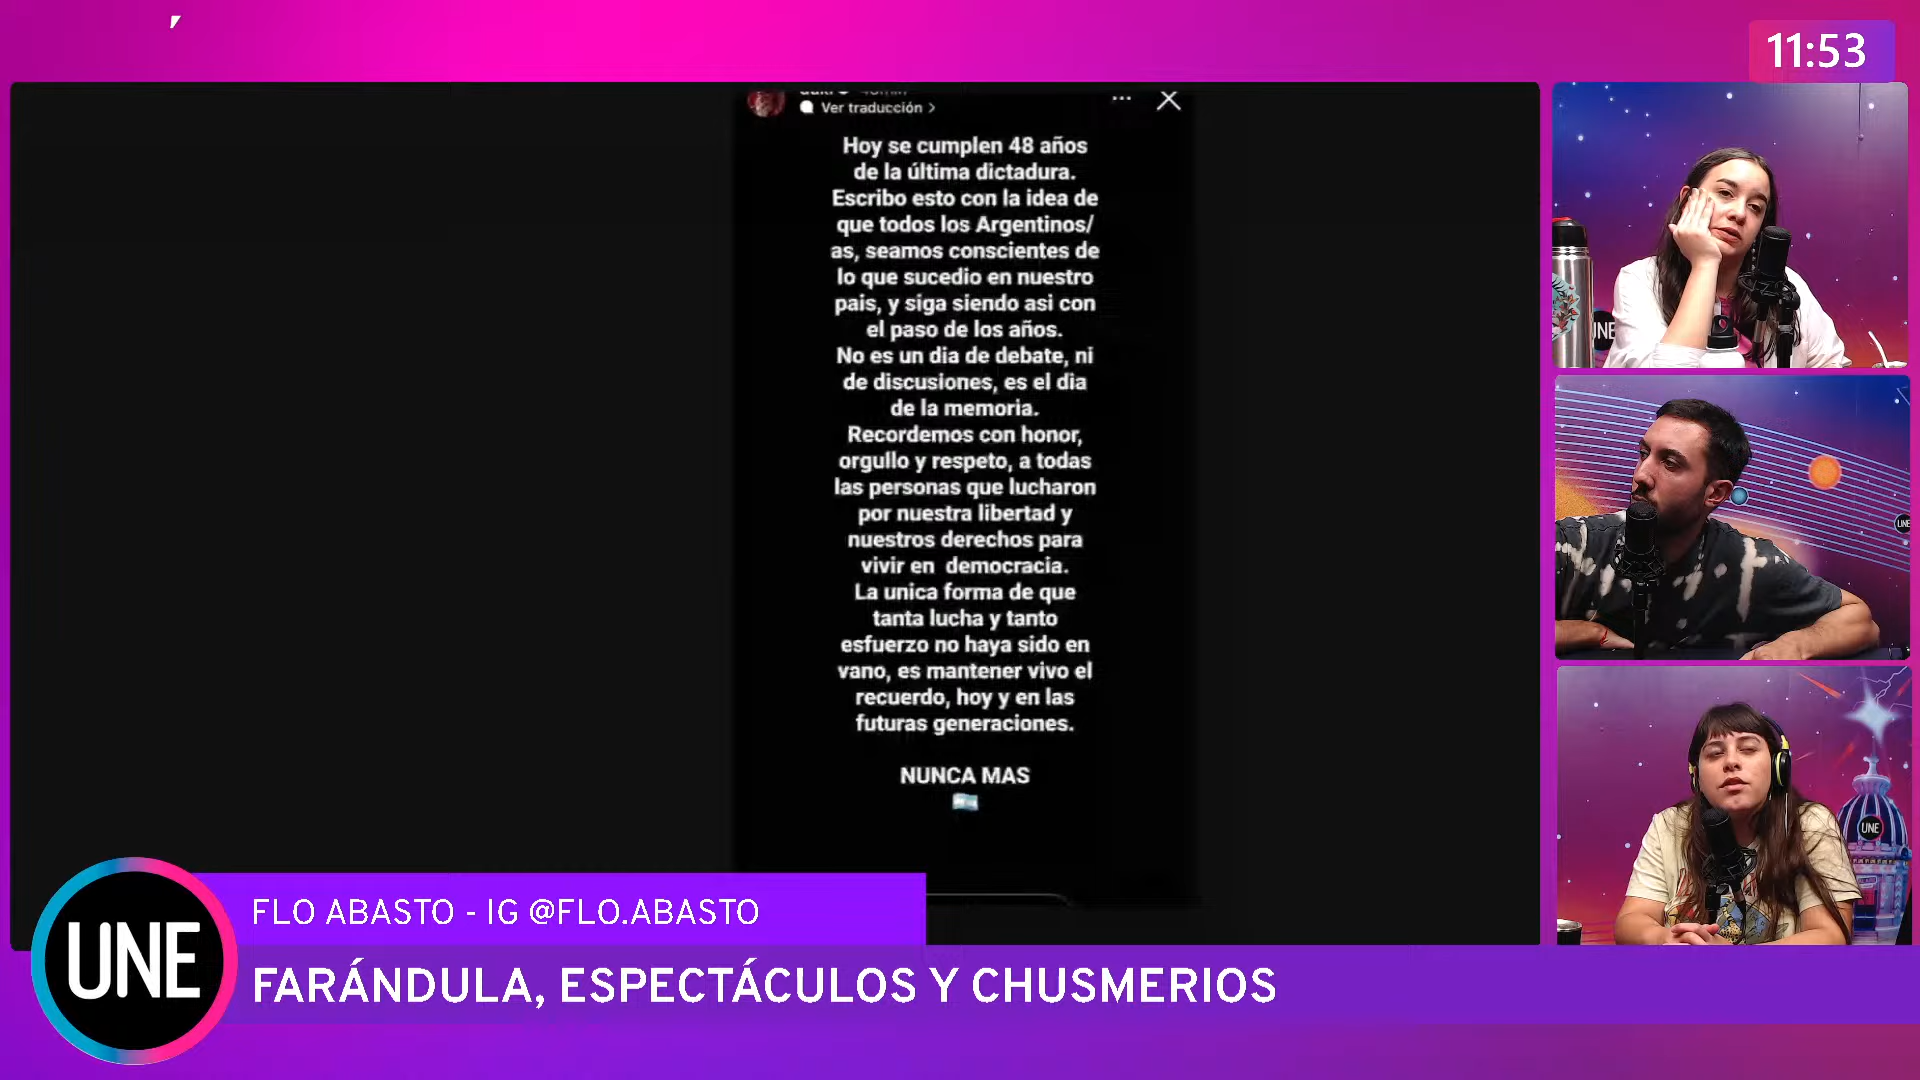 11:53
Ver traducción >
Hoy se cumplen 48 años
de la última dictadura.
Escribo esto con la idea de
que todos los Argentinos/
as, seamos conscientes de
lo que sucedio en nuestro
pais, y siga siendo asi con
el paso de los años.
No es un dia de debate, ni
de discusiones, es el dia
de la memoria.
Recordemos con honor,
orgullo y respeto, a todas
las personas que lucharon
por nuestra libertad y
nuestros derechos para
vivir en democracia.
La unica forma de que
tanta lucha y tanto
esfuerzo no haya sido en
vano, es mantener vivo el
recuerdo, hoy y en las
futuras generaciones.
NUNCA MAS
UNE
UNE
UNE
UNE
FLO ABASTO - IG @FLO.ABASTO
FARÁNDULA, ESPECTÁCULOS Y CHUSMERIOS